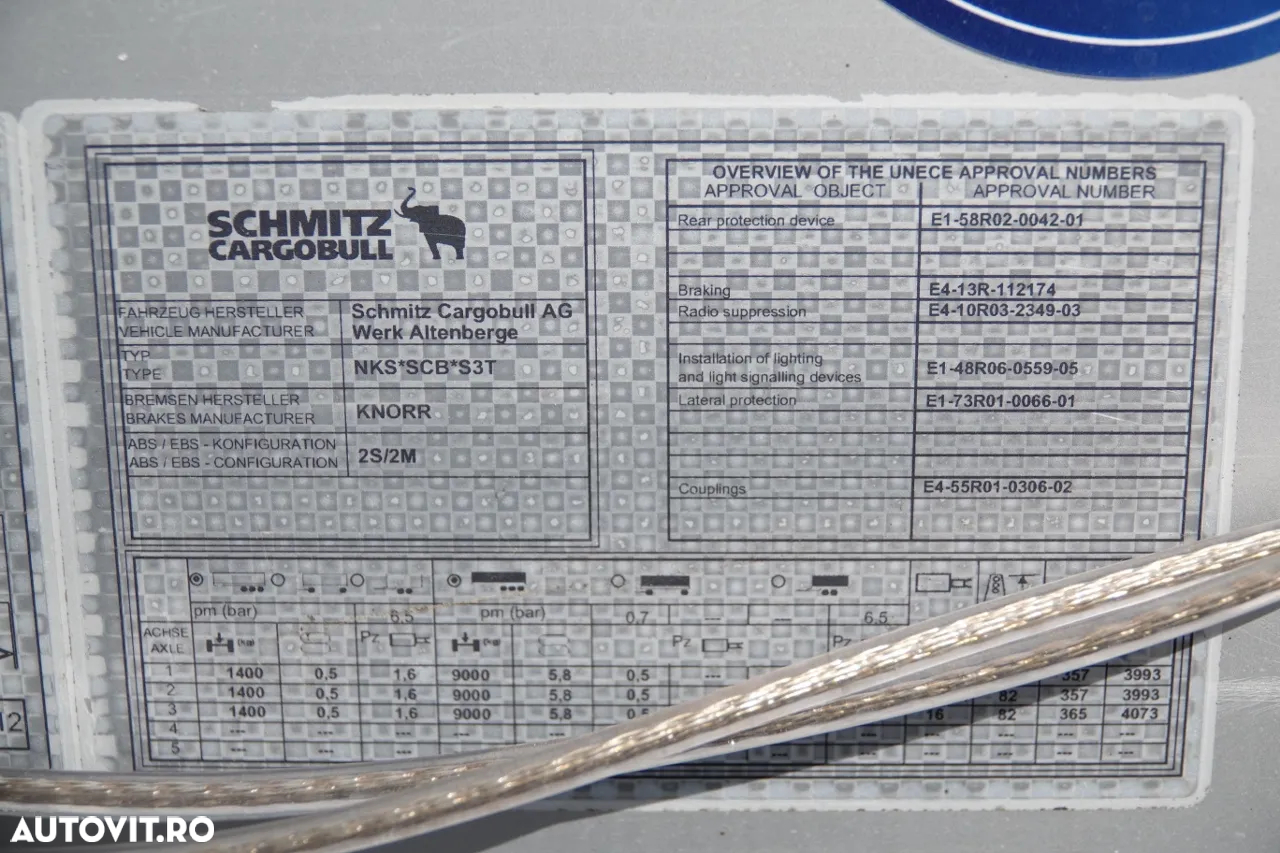 SCHMITZ
CARGOBULL
FAHRZEUG HERSTELLER
VEHICLE MANUFACTURER
Schmitz Cargobull AG
Werk Altenberge
TYP
TYPE
NKS*SCB*S3T
BREMSEN HERSTELLER
BRAKES MANUFACTURER
KNORR
ABS / EBS - KONFIGURATION
ABS / EBS - CONFIGURATION
2S/2M
OVERVIEW OF THE UNECE APPROVAL NUMBERS
APPROVAL OBJECT APPROVAL NUMBER
Rear protection device E1-58R02-0042-01
Braking E4-13R-112174
Radio suppression E4-10R03-2349-03
Installation of lighting
and light signalling devices E1-48R06-0559-05
Lateral protection E1-73R01-0066-01
Couplings E4-55R01-0306-02
pm (bar) 6.5 pm (bar) 0.7 --- --- 6.5
ACHSE
AXLE
Pz Pz Pz
1 1400 0,5 1,6 9000 5,8 0,5 --- 357 3993
2 1400 0,5 1,6 9000 5,8 0,5 82 357 3993
3 1400 0,5 1,6 9000 5,8 16 82 365 4073
4 --- --- --- --- --- --- --- --- ---
5 --- --- --- --- --- --- --- ---
12
AUTOVIT.RO